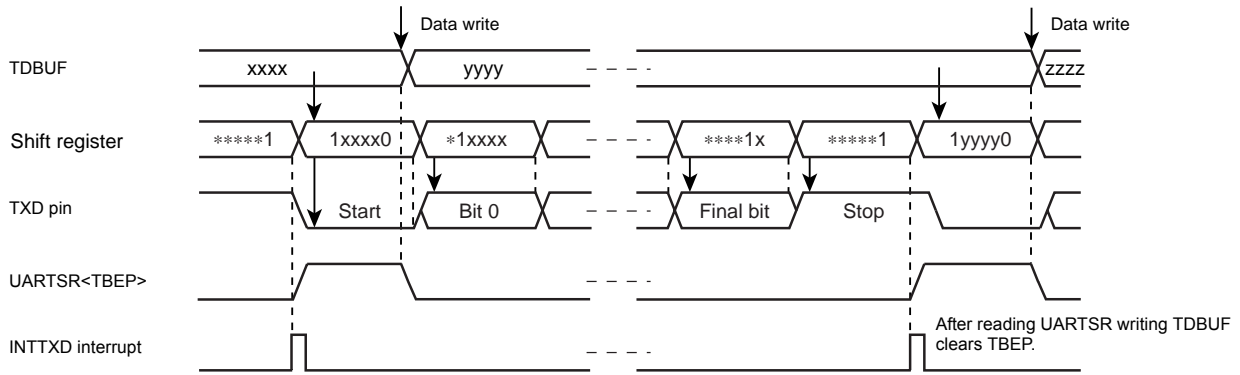 Data write Data write
TDBUF xxxx yyyy zzzz
Shift register *****1 1xxxx0 *1xxxx ****1x *****1 1yyyy0
TXD pin Start Bit 0 Final bit Stop
UARTSR<TBEP>
After reading UARTSR writing TDBUF
clears TBEP.
INTTXD interrupt